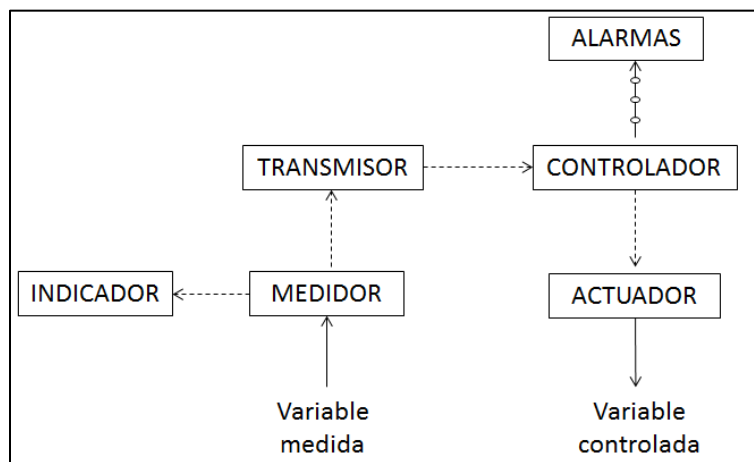 ALARMAS
TRANSMISOR
CONTROLADOR
INDICADOR
MEDIDOR
ACTUADOR
Variable
medida
Variable
controlada